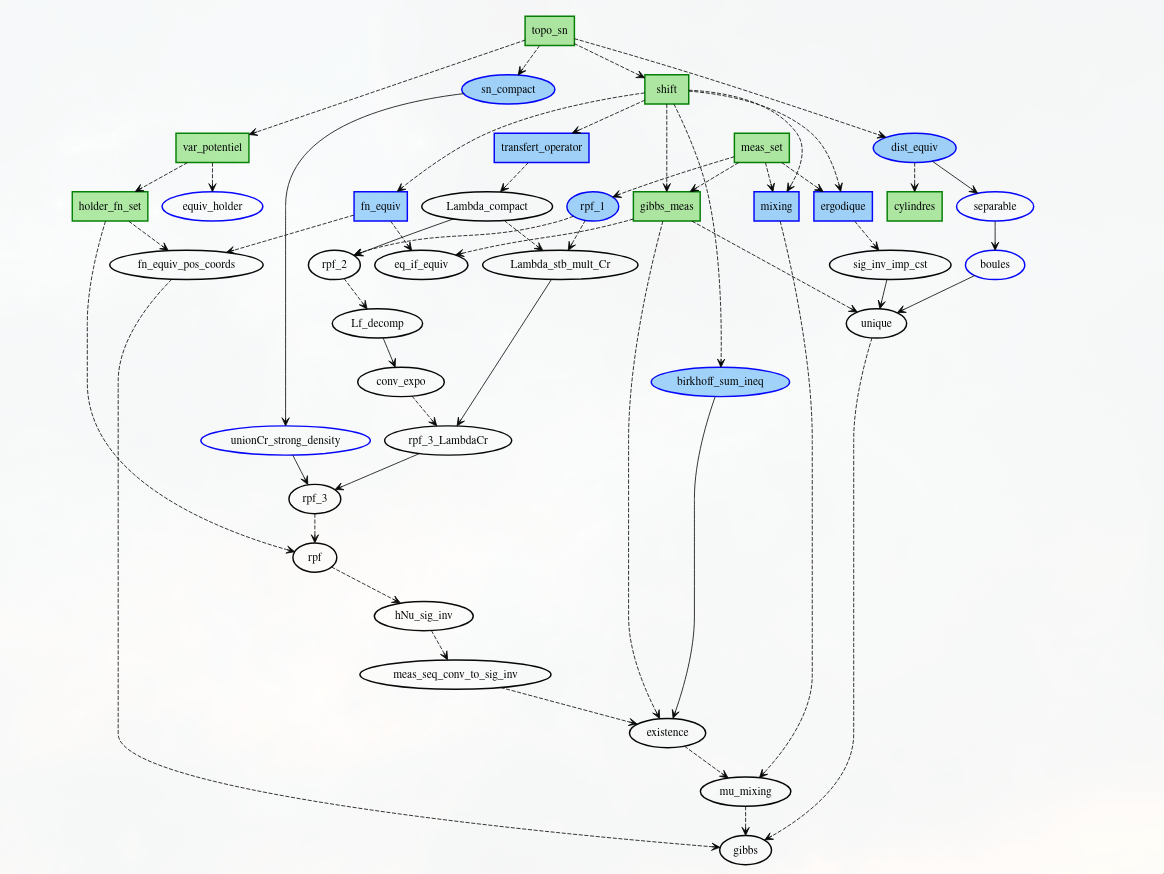 topo_sn
sn_compact
shift
var_potentiel
transfert_operator
meas_set
dist_equiv
holder_fn_set
equiv_holder
fn_equiv
Lambda_compact
rpf_1
gibbs_meas
mixing
ergodique
cylindres
separable
fn_equiv_pos_coords
rpf_2
eq_if_equiv
Lambda_stb_mult_Cr
sig_inv_imp_cst
boules
Lf_decomp
unique
conv_expo
birkhoff_sum_ineq
unionCr_strong_density
rpf_3_LambdaCr
rpf_3
rpf
hNu_sig_inv
meas_seq_conv_to_sig_inv
existence
mu_mixing
gibbs